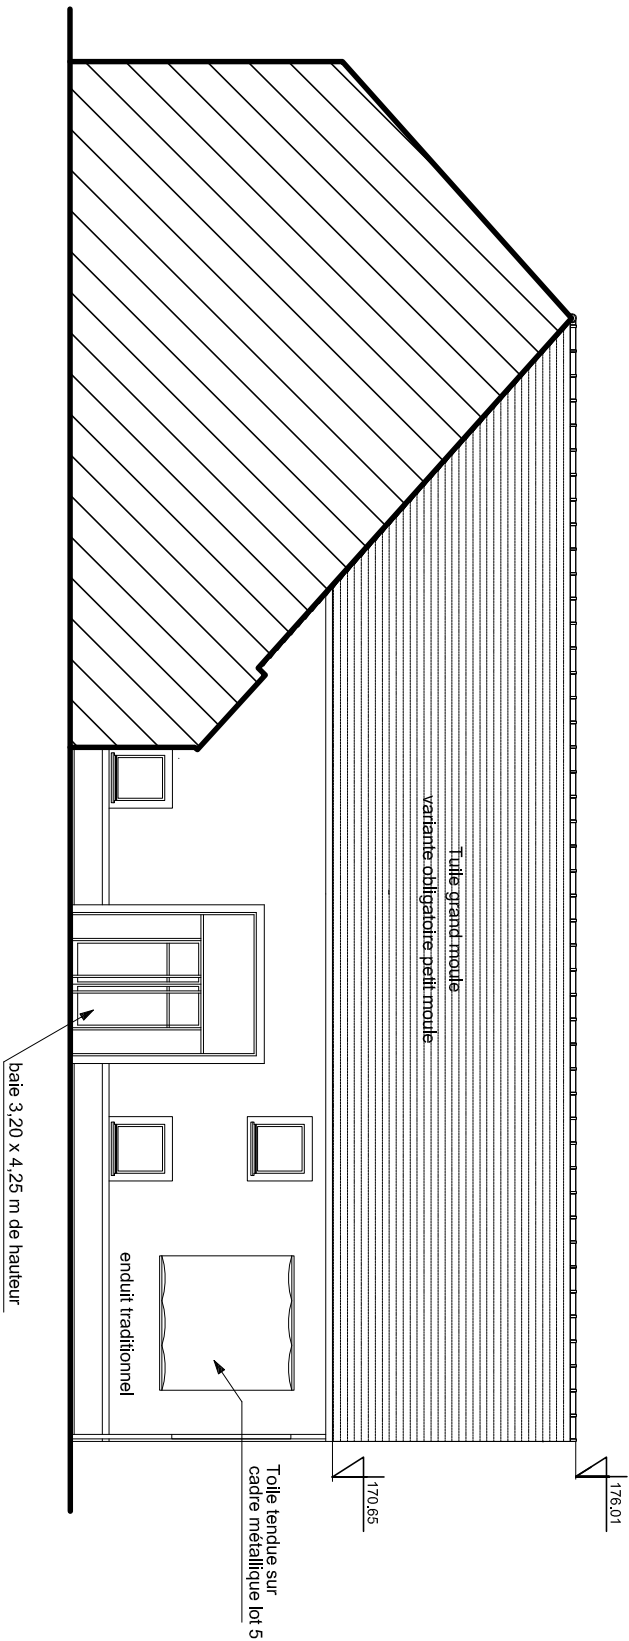 176.01
170.65
Tuile grand moule
variante obligatoire petit moule
Toile tendue sur
cadre métallique lot 5
enduit traditionnel
baie 3,20 x 4,25 m de hauteur